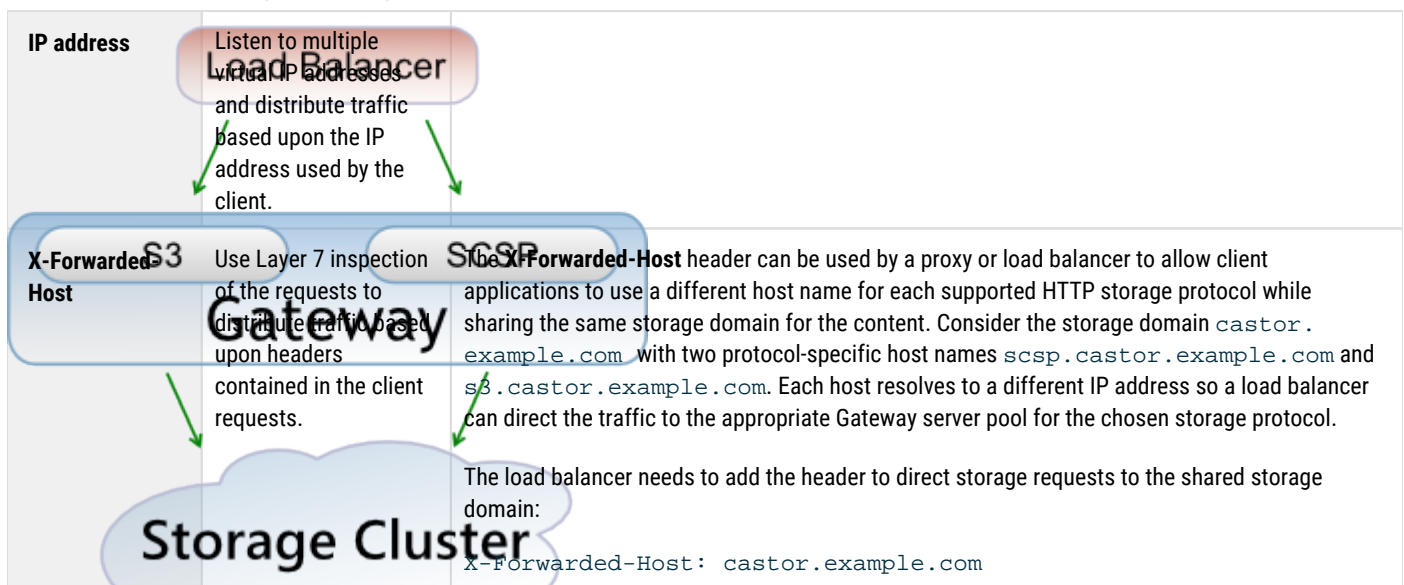 IP address
Listen to multiple
virtual IP addresses
and distribute traffic
based upon the IP
address used by the
client.
Load Balancer
S3
SCSP
Gateway
X-Forwarded-
Host
Use Layer 7 inspection
of the requests to
distribute traffic based
upon headers
contained in the client
requests.
The X-Forwarded-Host header can be used by a proxy or load balancer to allow client
applications to use a different host name for each supported HTTP storage protocol while
sharing the same storage domain for the content. Consider the storage domain castor.
example.com with two protocol-specific host names scsp.castor.example.com and
s3.castor.example.com. Each host resolves to a different IP address so a load balancer
can direct the traffic to the appropriate Gateway server pool for the chosen storage protocol.
The load balancer needs to add the header to direct storage requests to the shared storage
domain:
X-Forwarded-Host: castor.example.com
Storage Cluster